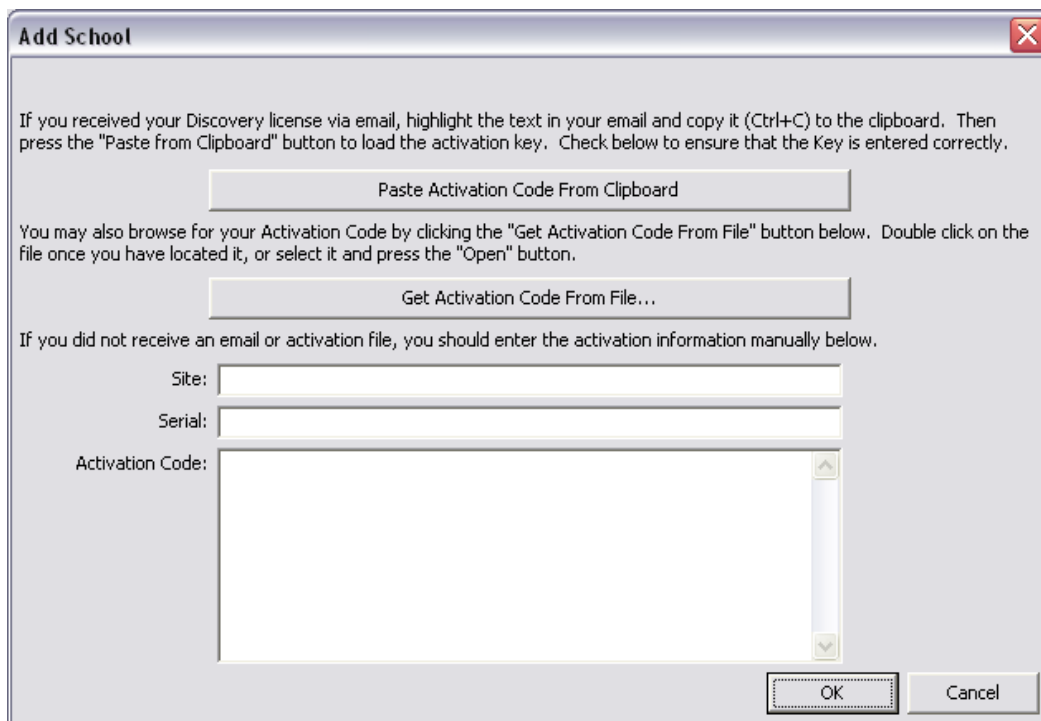 Add School
If you received your Discovery license via email, highlight the text in your email and copy it (Ctrl+C) to the clipboard.  Then
press the "Paste from Clipboard" button to load the activation key.  Check below to ensure that the Key is entered correctly.
Paste Activation Code From Clipboard
You may also browse for your Activation Code by clicking the "Get Activation Code From File" button below.  Double click on the
file once you have located it, or select it and press the "Open" button.
Get Activation Code From File...
If you did not receive an email or activation file, you should enter the activation information manually below.
Site:
Serial:
Activation Code:
OK Cancel